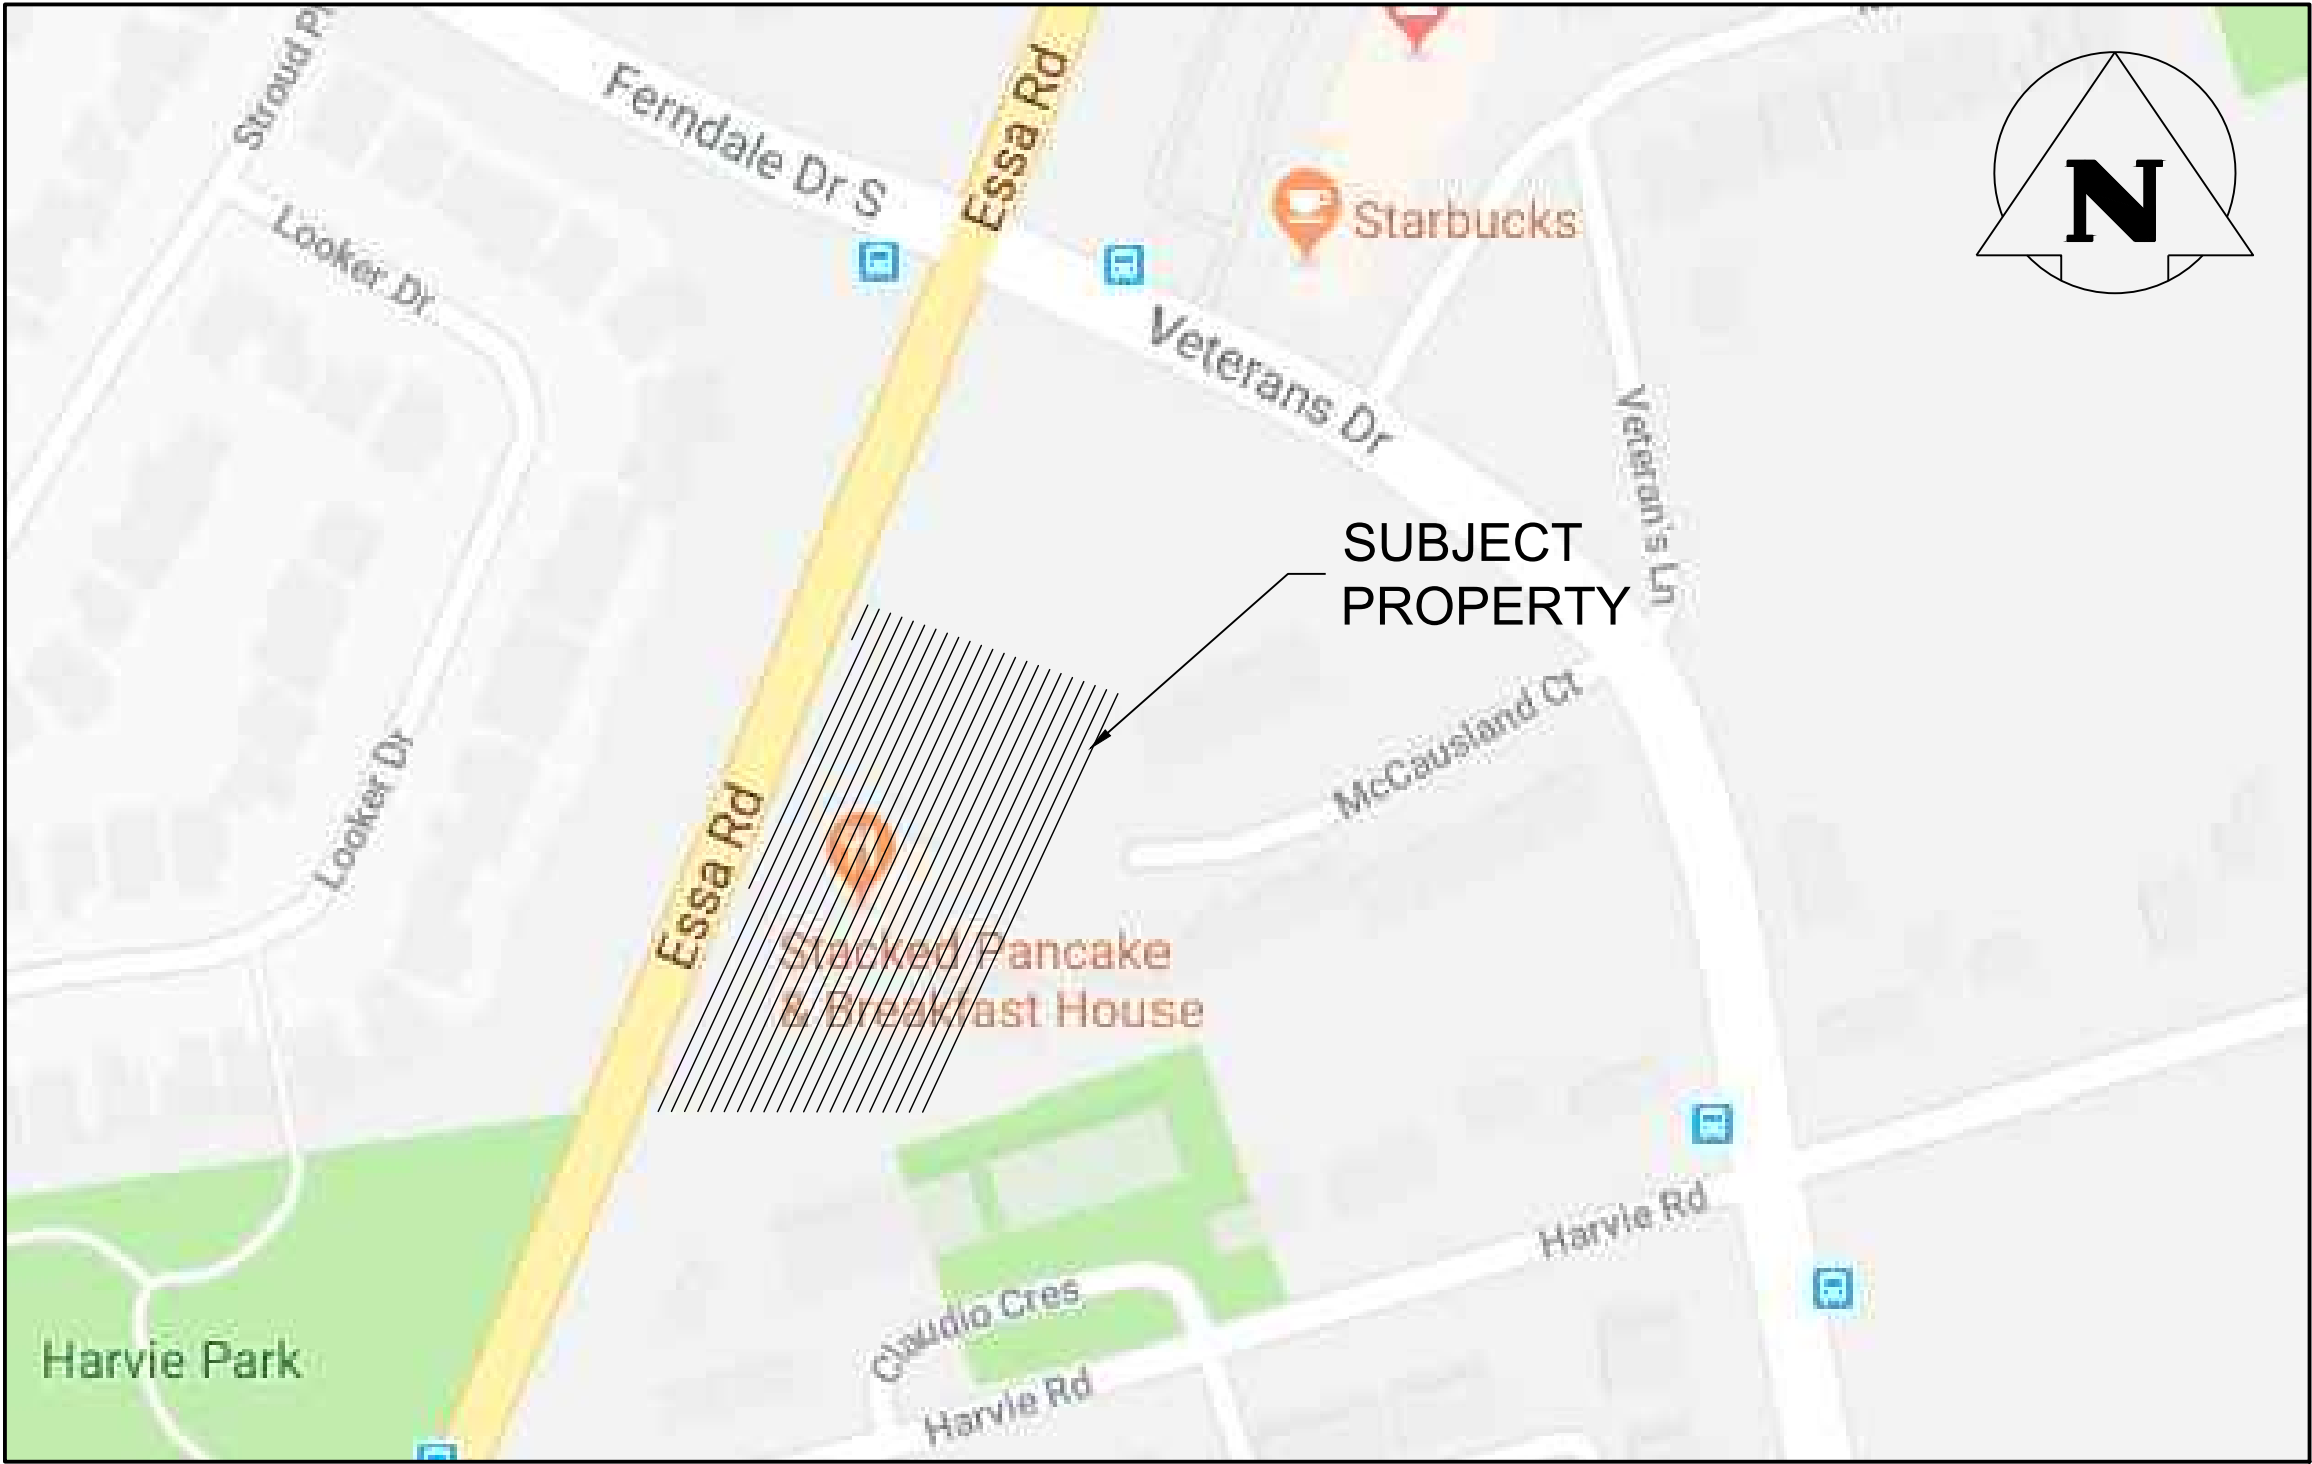 Stroud Pl
Ferndale Dr S
Essa Rd
N
Starbucks
Looker Dr
Veterans Dr
Veteran's Ln
SUBJECT
PROPERTY
McCausland Ct
Looker Dr
Essa Rd
Stacked Pancake
& Breakfast House
Harvie Rd
Claudio Cres
Harvie Park
Harvie Rd